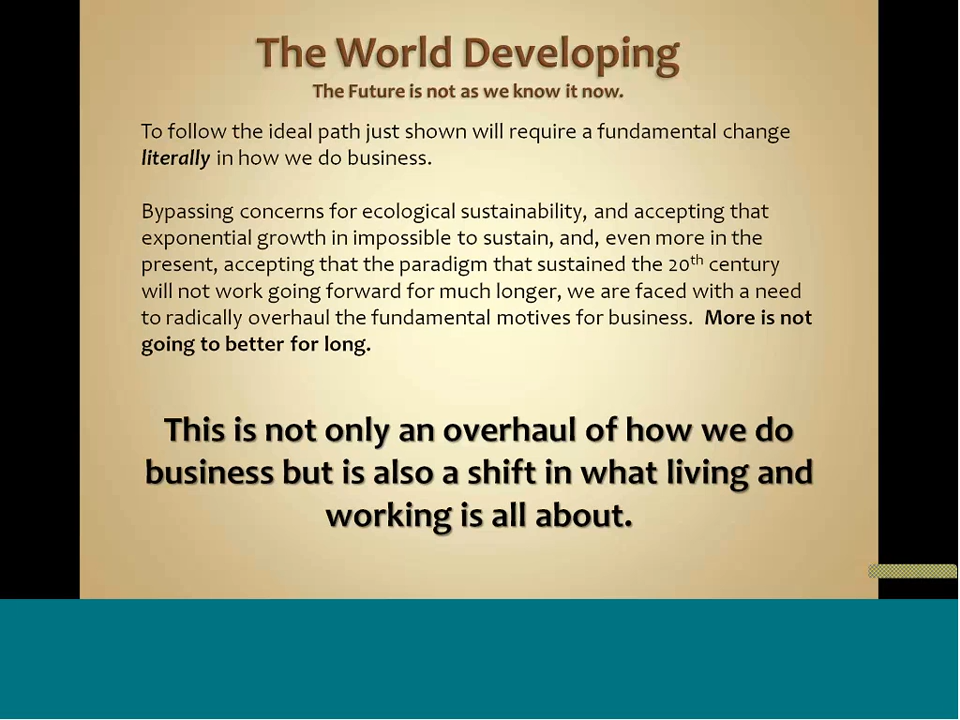 The World Developing
The Future is not as we know it now.
To follow the ideal path just shown will require a fundamental change
literally in how we do business.
Bypassing concerns for ecological sustainability, and accepting that
exponential growth in impossible to sustain, and, even more in the
present, accepting that the paradigm that sustained the 20th century
will not work going forward for much longer, we are faced with a need
to radically overhaul the fundamental motives for business.  More is not
going to better for long.
This is not only an overhaul of how we do
business but is also a shift in what living and
working is all about.